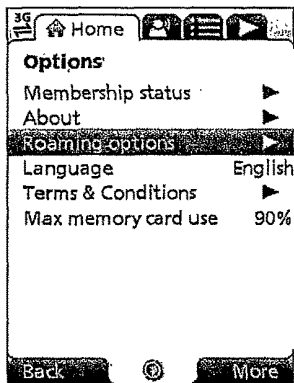 3G
Home
Options
Membership status
About
Roaming options
Language English
Terms & Conditions
Max memory card use 90%
Back More